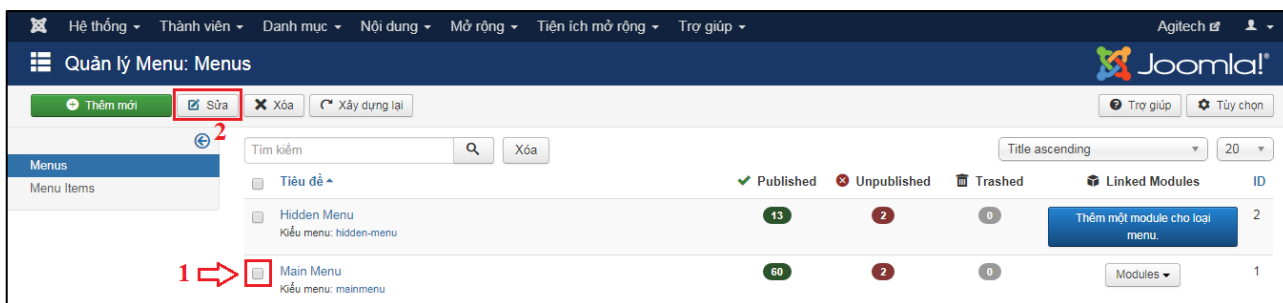 Hệ thống Thành viên Danh mục Nội dung Mở rộng Tiện ích mở rộng Trợ giúp Agitech
Quản lý Menu: Menus Joomla!®
Thêm mới Sửa Xóa Xây dựng lại Trợ giúp Tùy chọn
2
Tìm kiếm Xóa Title ascending 20
Menus
Menu Items
Tiêu đề Published Unpublished Trashed Linked Modules ID
Hidden Menu 13 2 0 Thêm một module cho loại menu. 2
Kiểu menu: hidden-menu
1 Main Menu 60 2 0 Modules 1
Kiểu menu: mainmenu